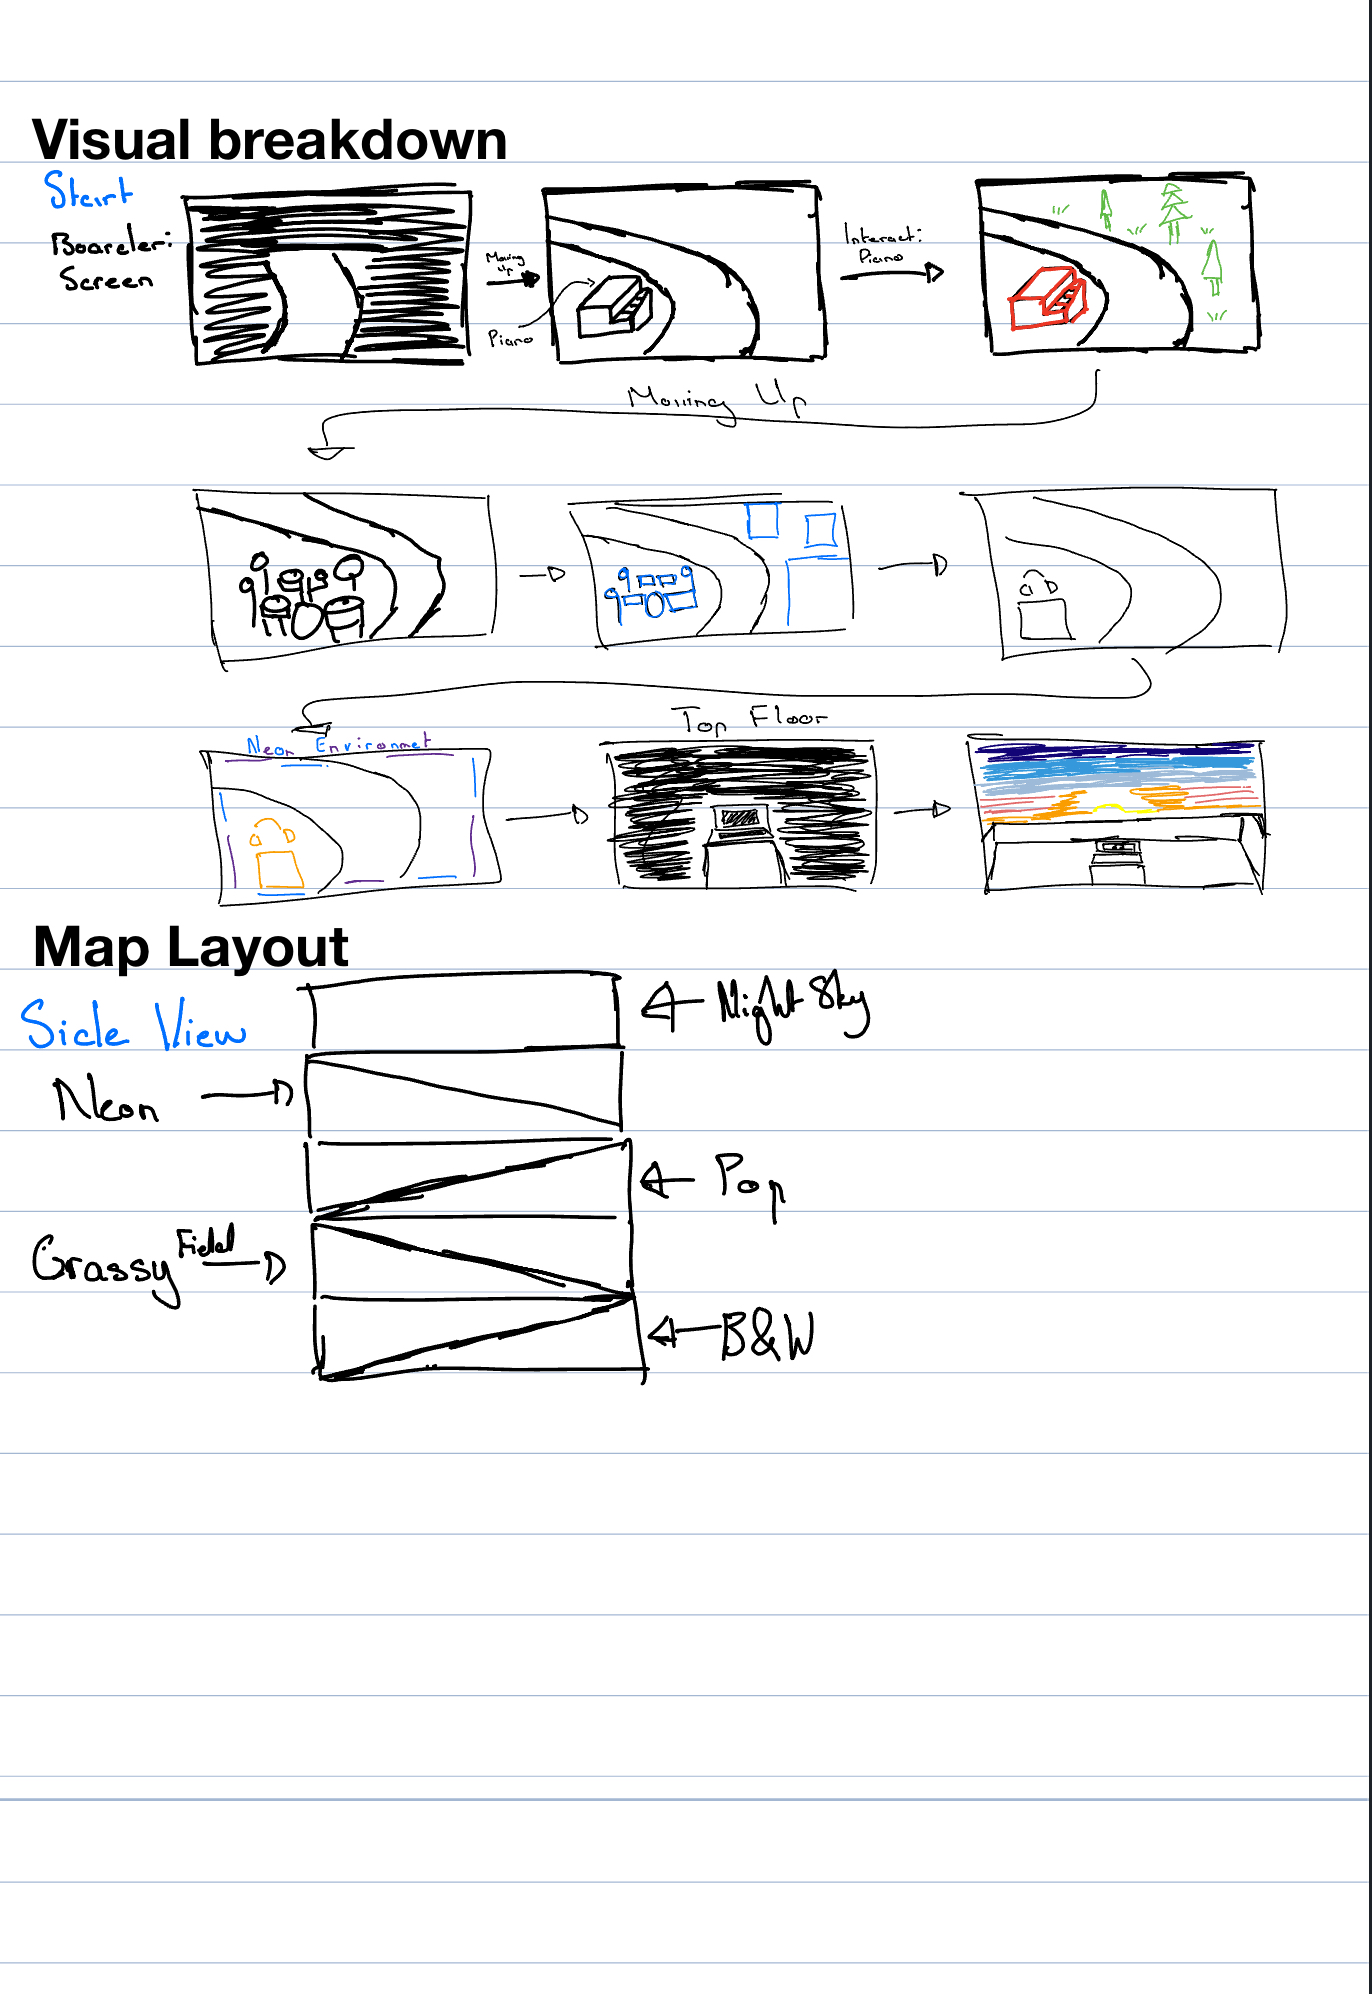 Visual breakdown
Start
Boarder:
Screen
Moving
Up
Piano
Interact:
Piano
Moving Up
Top Floor
Neon Environmet
Map Layout
Side View
Night Sky
Neon
Pop
Grassy Field
B&W